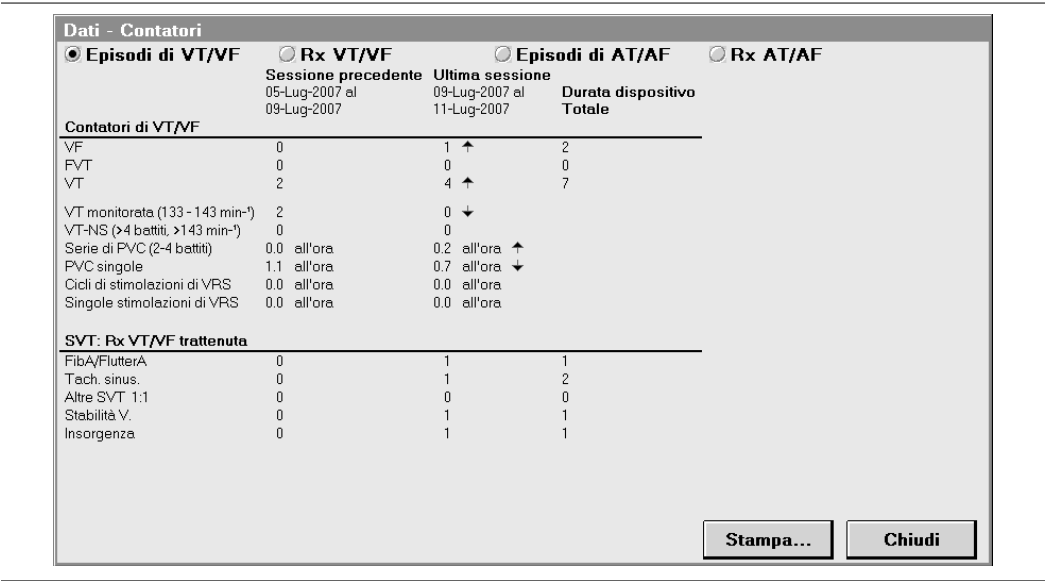 Dati - Contatori
Episodi di VT/VF Rx VT/VF Episodi di AT/AF Rx AT/AF
Sessione precedente Ultima sessione
05-Lug-2007 al 09-Lug-2007 al Durata dispositivo
09-Lug-2007 11-Lug-2007 Totale
Contatori di VT/VF
VF 0 1 ↑ 2
FVT 0 0 0
VT 2 4 ↑ 7
VT monitorata (133 - 143 min-¹) 2 0 ↓
VT-NS (>4 battiti, >143 min-¹) 0 0
Serie di PVC (2-4 battiti) 0.0 all'ora 0.2 all'ora ↑
PVC singole 1.1 all'ora 0.7 all'ora ↓
Cicli di stimolazioni di VRS 0.0 all'ora 0.0 all'ora
Singole stimolazioni di VRS 0.0 all'ora 0.0 all'ora
SVT: Rx VT/VF trattenuta
FibA/FlutterA 0 1 1
Tach. sinus. 0 1 2
Altre SVT 1:1 0 0 0
Stabilità V. 0 1 1
Insorgenza 0 1 1
Stampa... Chiudi